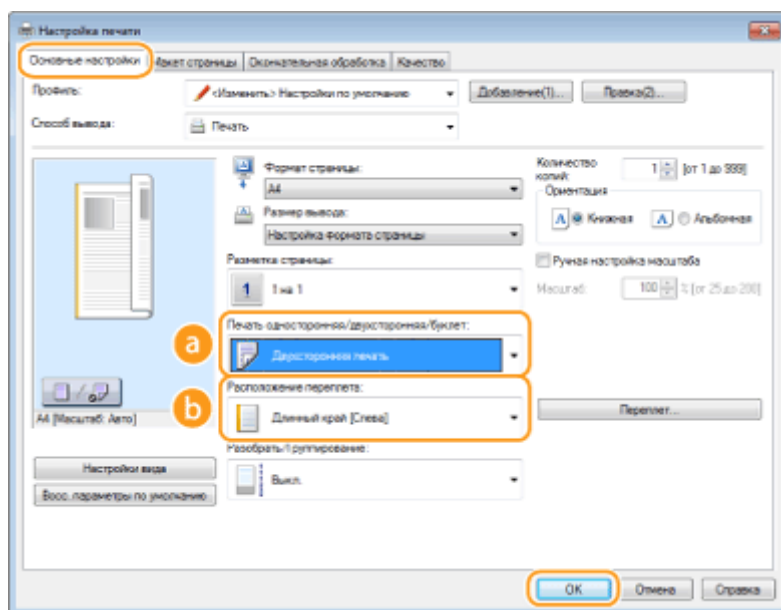 Настройка печати
Основные настройки Макет страницы Окончательная обработка Качество
Профиль: <Изменить> Настройки по умолчанию Добавление(1)... Правка(2)...
Способ вывода: Печать
Формат страницы:
A4
Размер вывода:
Настройка формата страницы
Разметка страницы:
1 1 на 1
Количество копий: 1 [от 1 до 999]
Ориентация
A Книжная A Альбомная
Ручная настройка масштаба
Масштаб: 100 % [от 25 до 200]
a
Печать односторонняя/двухсторонняя/буклет:
Двухсторонняя печать
b
Расположение переплета:
Длинный край [Слева]
Переплет...
Разобрать/Группирование:
Выкл.
A4 [Масштаб: Авто]
Настройки вида
Восс. параметры по умолчанию
OK Отмена Справка